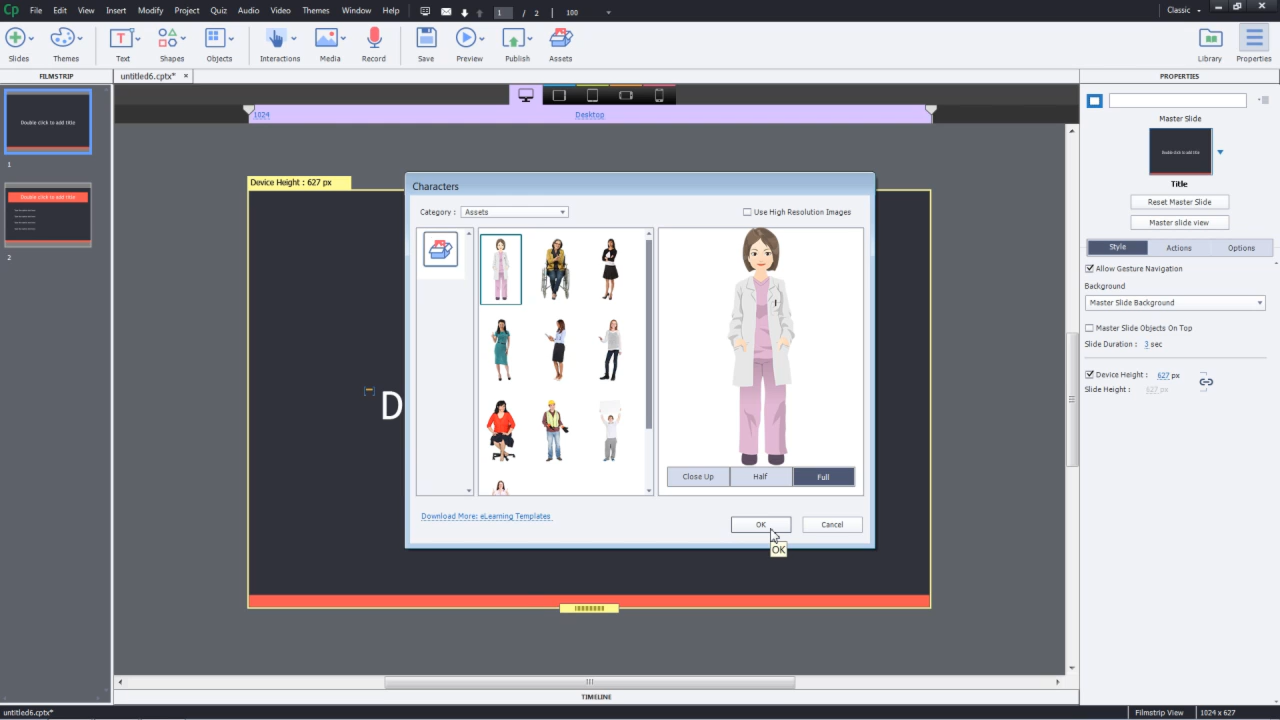 Cp File Edit View Insert Modify Project Quiz Audio Video Themes Window Help 1 / 2 100 Classic
Slides Themes Text Shapes Objects Interactions Media Record Save Preview Publish Assets Library Properties
FILMSTRIP untitled6.cptx* × PROPERTIES
Double click to add title
1
Double click to add title
2
1024 Desktop
Device Height : 627 px
D
Characters
Category : Assets Use High Resolution Images
Close Up Half Full
Download More: eLearning Templates
OK Cancel
OK
Master Slide
Double click to add title
Title
Reset Master Slide
Master slide view
Style Actions Options
Allow Gesture Navigation
Background
Master Slide Background
Master Slide Objects On Top
Slide Duration : 3 sec
Device Height : 627 px
Slide Height : 627 px
TIMELINE
untitled6.cptx* Filmstrip View 1024 x 627